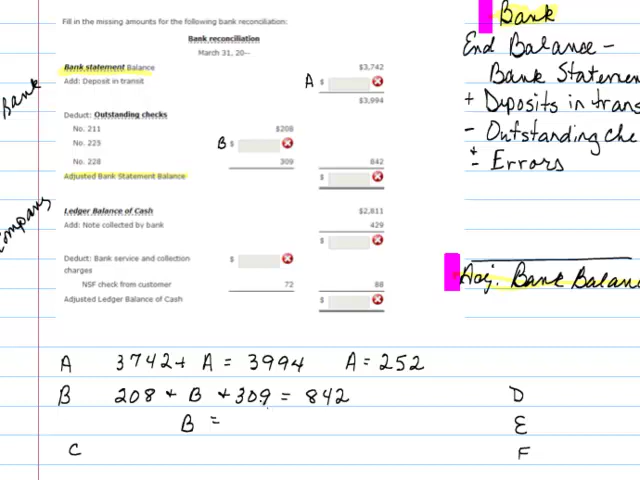 Fill in the missing amounts for the following bank reconciliation:
Bank reconciliation
March 31, 20--
Bank statement Balance $3,742
Add: Deposit in transit A $
$3,994
Deduct: Outstanding checks
No. 211 $208
No. 225 B $
No. 228 309 842
Adjusted Bank Statement Balance $
Ledger Balance of Cash $2,811
Add: Note collected by bank 429
$
Deduct: Bank service and collection charges $
NSF check from customer 72 88
Adjusted Ledger Balance of Cash $
Bank
Company
Bank
End Balance -
Bank Statemen
+ Deposits in trans
- Outstanding che
± Errors
Adj. Bank Balan
A 3742 + A = 3994 A = 252
B 208 + B + 309 = 842
B =
C
D
E
F